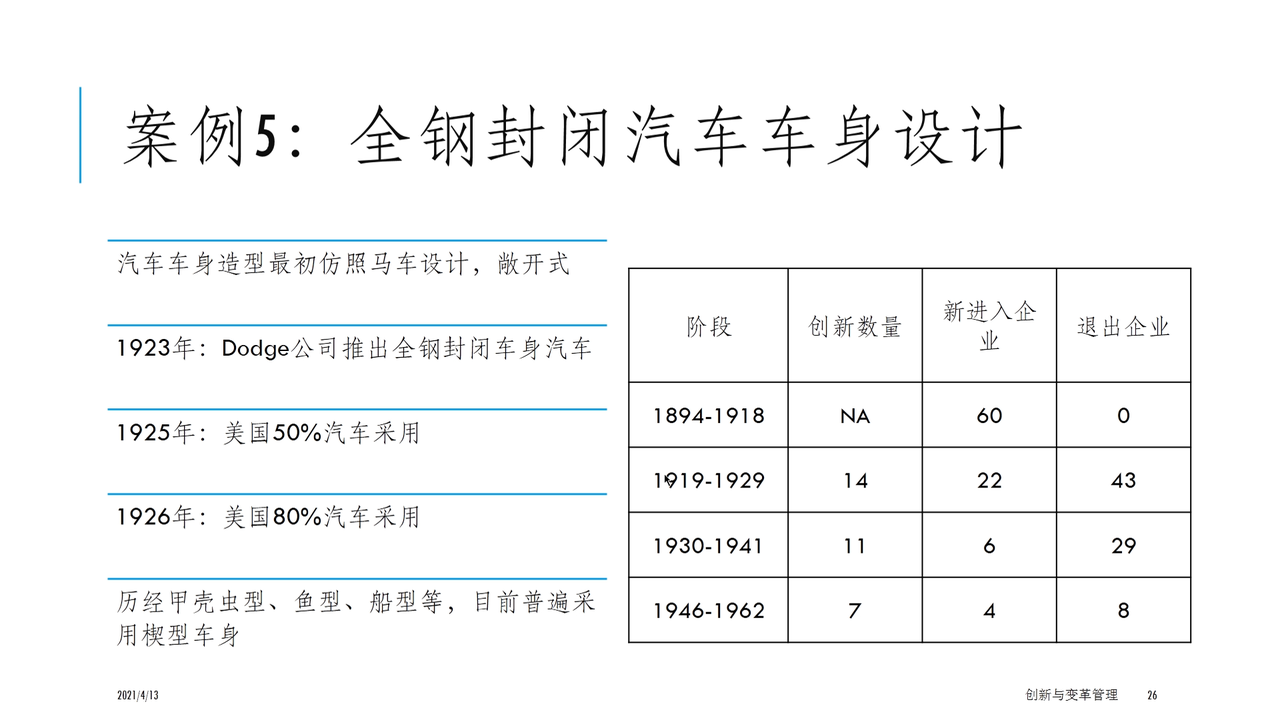 案例5：全钢封闭汽车车身设计
汽车车身造型最初仿照马车设计，敞开式
1923年：Dodge公司推出全钢封闭车身汽车
1925年：美国50%汽车采用
1926年：美国80%汽车采用
历经甲壳虫型、鱼型、船型等，目前普遍采
用楔型车身
阶段 创新数量 新进入企
业 退出企业
1894-1918 NA 60 0
1919-1929 14 22 43
1930-1941 11 6 29
1946-1962 7 4 8
2021/4/13 创新与变革管理 26